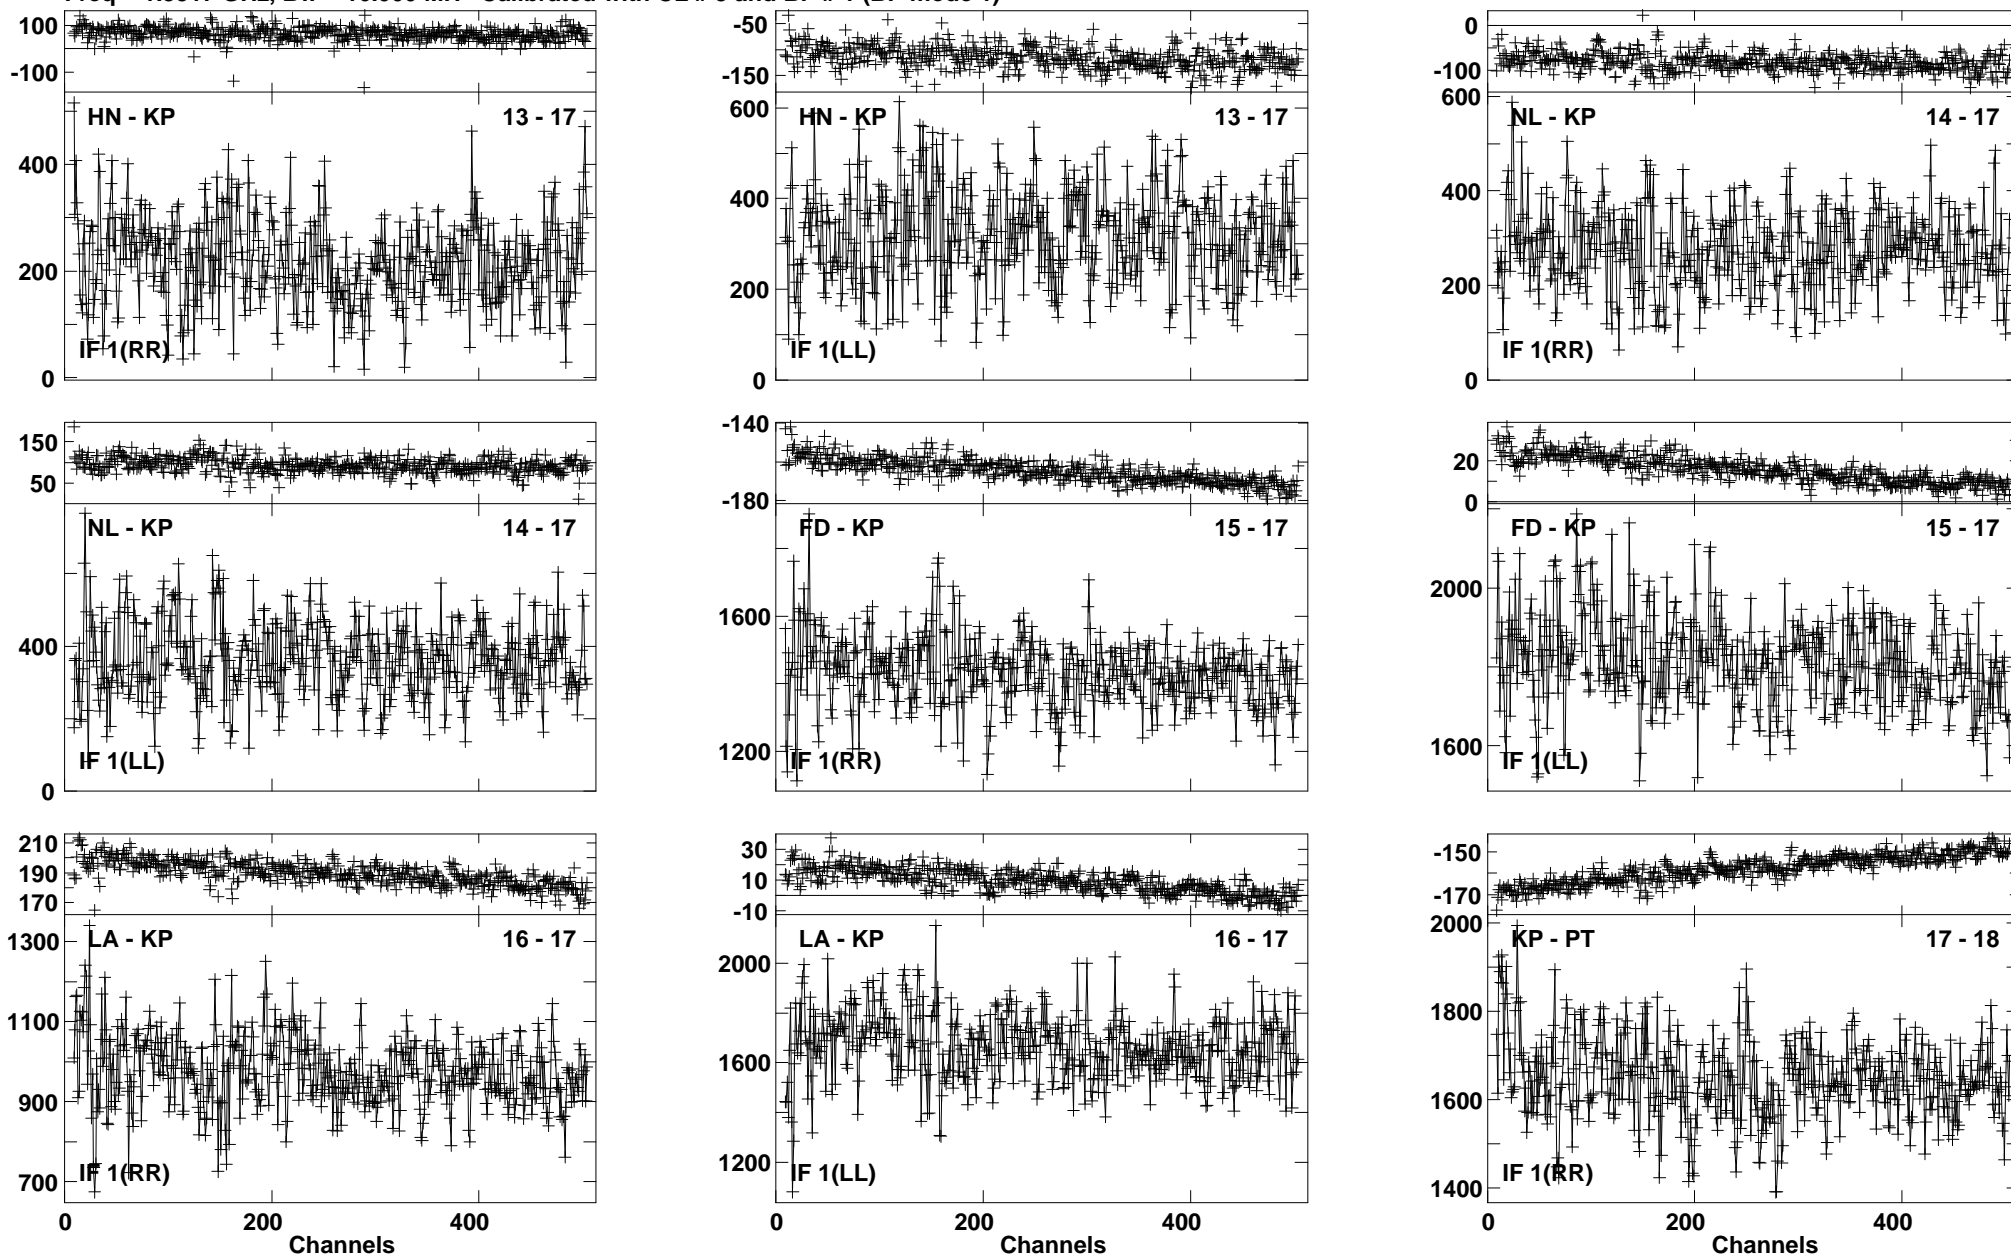 100
-100
HN - KP 13 - 17
400
200
0
IF 1(RR)
-50
-150
600
HN - KP 13 - 17
400
200
0
IF 1(LL)
0
-100
600
NL - KP 14 - 17
400
200
0
IF 1(RR)
150
50
NL - KP 14 - 17
400
0
IF 1(LL)
-140
-180
FD - KP 15 - 17
1600
1200
IF 1(RR)
20
0
FD - KP 15 - 17
2000
1600
IF 1(LL)
210
190
170
LA - KP 16 - 17
1300
1100
900
700
IF 1(RR)
0 200 400
Channels
30
10
-10
LA - KP 16 - 17
2000
1600
1200
IF 1(LL)
0 200 400
Channels
-150
-170
2000
KP - PT 17 - 18
1800
1600
1400
IF 1(RR)
0 200 400
Channels